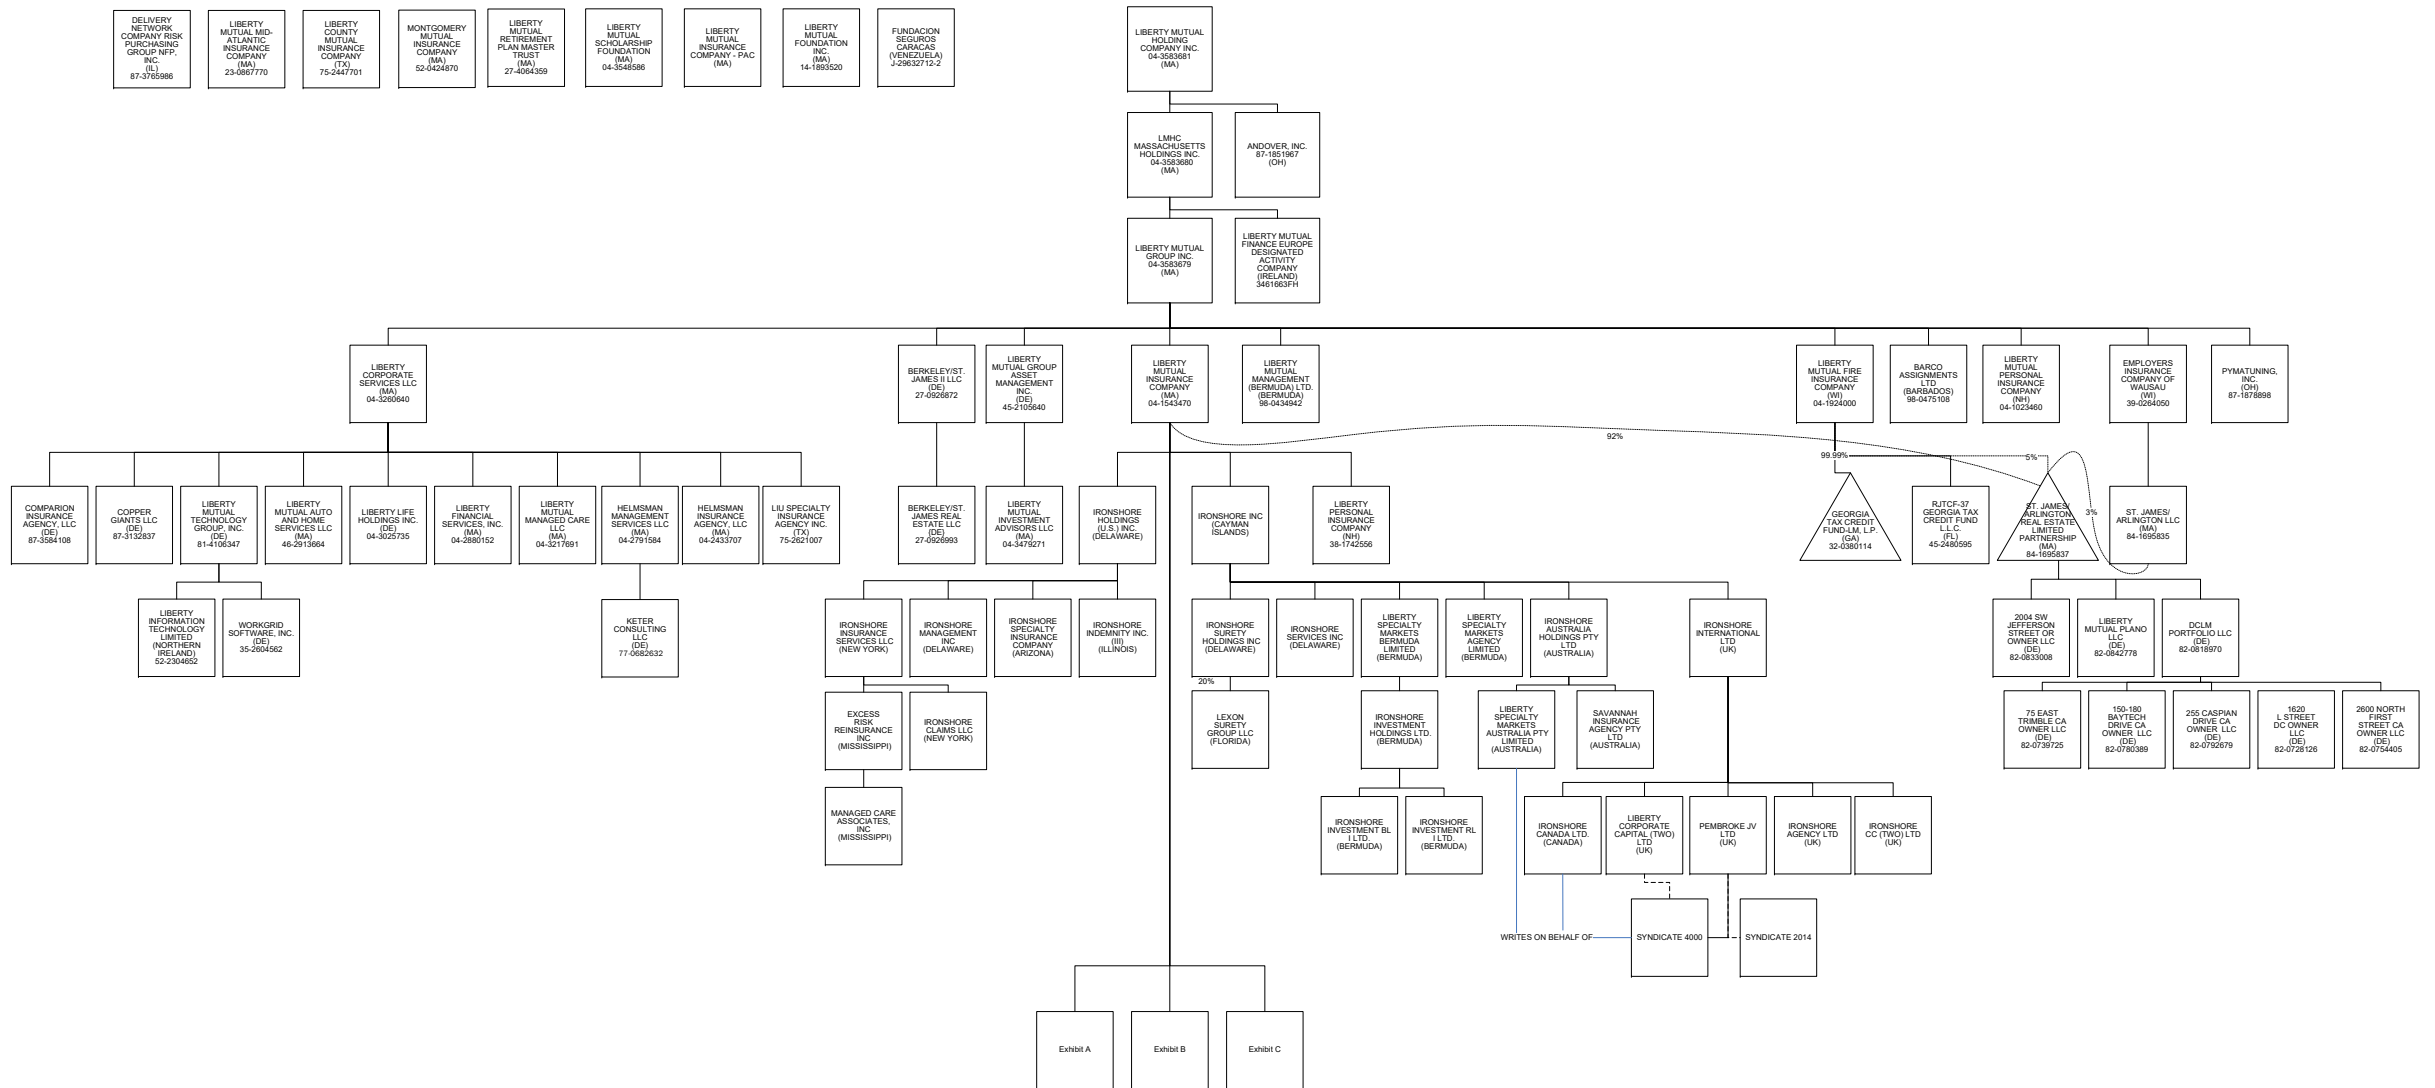 DELIVERY
NETWORK
COMPANY RISK
PURCHASING
GROUP NFP,
INC.
(IL)
87-3765986
LIBERTY
MUTUAL MID-
ATLANTIC
INSURANCE
COMPANY
(MA)
23-0867770
LIBERTY
COUNTY
MUTUAL
INSURANCE
COMPANY
(TX)
75-2447701
MONTGOMERY
MUTUAL
INSURANCE
COMPANY
(MA)
52-0424870
LIBERTY
MUTUAL
RETIREMENT
PLAN MASTER
TRUST
(MA)
27-4064359
LIBERTY
MUTUAL
SCHOLARSHIP
FOUNDATION
(MA)
04-3548586
LIBERTY
MUTUAL
INSURANCE
COMPANY - PAC
(MA)
LIBERTY
MUTUAL
FOUNDATION
INC.
(MA)
14-1893520
FUNDACION
SEGUROS
CARACAS
(VENEZUELA)
J-29632712-2
LIBERTY MUTUAL
HOLDING
COMPANY INC.
04-3583681
(MA)
LMHC
MASSACHUSETTS
HOLDINGS INC.
04-3583680
(MA)
ANDOVER, INC.
87-1851967
(OH)
LIBERTY MUTUAL
GROUP INC.
04-3583679
(MA)
LIBERTY MUTUAL
FINANCE EUROPE
DESIGNATED
ACTIVITY
COMPANY
(IRELAND)
3461663FH
LIBERTY
CORPORATE
SERVICES LLC
(MA)
04-3260640
BERKELEY/ST.
JAMES II LLC
(DE)
27-0926872
LIBERTY
MUTUAL GROUP
ASSET
MANAGEMENT
INC.
(DE)
45-2105640
LIBERTY
MUTUAL
INSURANCE
COMPANY
(MA)
04-1543470
LIBERTY
MUTUAL
MANAGEMENT
(BERMUDA) LTD.
(BERMUDA)
98-0434942
LIBERTY
MUTUAL FIRE
INSURANCE
COMPANY
(WI)
04-1924000
BARCO
ASSIGNMENTS
LTD
(BARBADOS)
98-0475108
LIBERTY
MUTUAL
PERSONAL
INSURANCE
COMPANY
(NH)
04-1023460
EMPLOYERS
INSURANCE
COMPANY OF
WAUSAU
(WI)
39-0264050
PYMATUNING,
INC.
(OH)
87-1878898
92%
99.99%
5%
3%
COMPARION
INSURANCE
AGENCY, LLC
(DE)
87-3584108
COPPER
GIANTS LLC
(DE)
87-3132837
LIBERTY
MUTUAL
TECHNOLOGY
GROUP, INC.
(DE)
81-4106347
LIBERTY
MUTUAL AUTO
AND HOME
SERVICES LLC
(MA)
46-2913664
LIBERTY LIFE
HOLDINGS INC.
(DE)
04-3025735
LIBERTY
FINANCIAL
SERVICES, INC.
(MA)
04-2880152
LIBERTY
MUTUAL
MANAGED CARE
LLC
(MA)
04-3217691
HELMSMAN
MANAGEMENT
SERVICES LLC
(MA)
04-2791584
HELMSMAN
INSURANCE
AGENCY, LLC
(MA)
04-2433707
LIU SPECIALTY
INSURANCE
AGENCY INC.
(TX)
75-2621007
BERKELEY/ST.
JAMES REAL
ESTATE LLC
(DE)
27-0926993
LIBERTY
MUTUAL
INVESTMENT
ADVISORS LLC
(MA)
04-3479271
IRONSHORE
HOLDINGS
(U.S.) INC.
(DELAWARE)
IRONSHORE INC
(CAYMAN
ISLANDS)
LIBERTY
PERSONAL
INSURANCE
COMPANY
(NH)
38-1742556
GEORGIA
TAX CREDIT
FUND-LM, L.P.
(GA)
32-0380114
RJTCF-37
GEORGIA TAX
CREDIT FUND
L.L.C.
(FL)
45-2480595
ST. JAMES/
ARLINGTON
REAL ESTATE
LIMITED
PARTNERSHIP
(MA)
84-1695837
ST. JAMES/
ARLINGTON LLC
(MA)
84-1695835
LIBERTY
INFORMATION
TECHNOLOGY
LIMITED
(NORTHERN
IRELAND)
52-2304652
WORKGRID
SOFTWARE, INC.
(DE)
35-2604562
KETER
CONSULTING
LLC
(DE)
77-0682632
IRONSHORE
INSURANCE
SERVICES LLC
(NEW YORK)
IRONSHORE
MANAGEMENT
INC
(DELAWARE)
IRONSHORE
SPECIALTY
INSURANCE
COMPANY
(ARIZONA)
IRONSHORE
INDEMNITY INC.
(III)
(ILLINOIS)
IRONSHORE
SURETY
HOLDINGS INC
(DELAWARE)
IRONSHORE
SERVICES INC
(DELAWARE)
LIBERTY
SPECIALTY
MARKETS
BERMUDA
LIMITED
(BERMUDA)
LIBERTY
SPECIALTY
MARKETS
AGENCY
LIMITED
(BERMUDA)
IRONSHORE
AUSTRALIA
HOLDINGS PTY
LTD
(AUSTRALIA)
IRONSHORE
INTERNATIONAL
LTD
(UK)
2004 SW
JEFFERSON
STREET OR
OWNER LLC
(DE)
82-0833008
LIBERTY
MUTUAL PLANO
LLC
(DE)
82-0842778
DCLM
PORTFOLIO LLC
(DE)
82-0818970
20%
EXCESS
RISK
REINSURANCE
INC
(MISSISSIPPI)
IRONSHORE
CLAIMS LLC
(NEW YORK)
LEXON
SURETY
GROUP LLC
(FLORIDA)
IRONSHORE
INVESTMENT
HOLDINGS LTD.
(BERMUDA)
LIBERTY
SPECIALTY
MARKETS
AUSTRALIA PTY
LIMITED
(AUSTRALIA)
SAVANNAH
INSURANCE
AGENCY PTY
LTD
(AUSTRALIA)
75 EAST
TRIMBLE CA
OWNER LLC
(DE)
82-0739725
150-180
BAYTECH
DRIVE CA
OWNER LLC
(DE)
82-0780389
255 CASPIAN
DRIVE CA
OWNER LLC
(DE)
82-0792679
1620
L STREET
DC OWNER
LLC
(DE)
82-0728126
2600 NORTH
FIRST
STREET CA
OWNER LLC
(DE)
82-0754405
MANAGED CARE
ASSOCIATES,
INC
(MISSISSIPPI)
IRONSHORE
INVESTMENT BL
I LTD.
(BERMUDA)
IRONSHORE
INVESTMENT RL
I LTD.
(BERMUDA)
IRONSHORE
CANADA LTD.
(CANADA)
LIBERTY
CORPORATE
CAPITAL (TWO)
LTD
(UK)
PEMBROKE JV
LTD
(UK)
IRONSHORE
AGENCY LTD
(UK)
IRONSHORE
CC (TWO) LTD
(UK)
WRITES ON BEHALF OF
SYNDICATE 4000
SYNDICATE 2014
Exhibit A
Exhibit B
Exhibit C